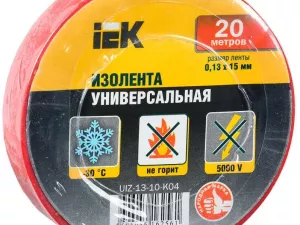 IEK
20
метров
размер ленты
0,13 x 15 мм
ИЗОЛЕНТА
УНИВЕРСАЛЬНАЯ
не горит
5000 V
UIZ-13-10-K04